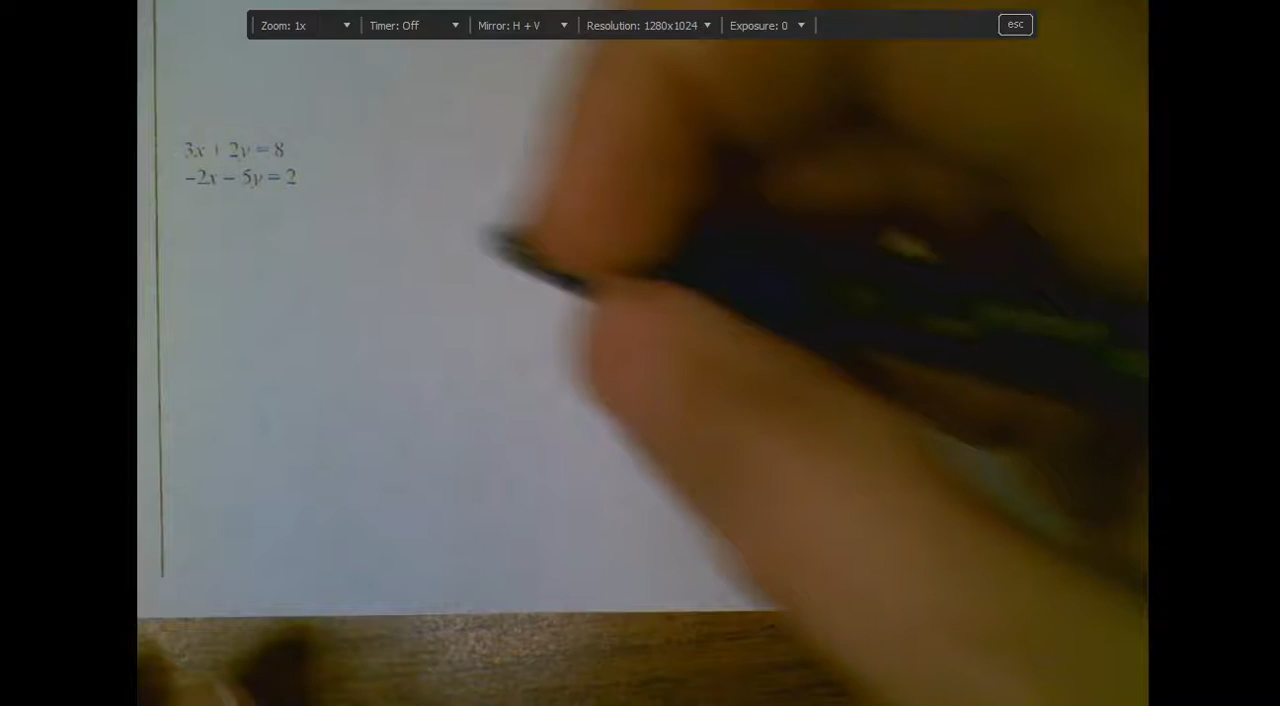 Zoom: 1x Timer: Off Mirror: H + V Resolution: 1280x1024 Exposure: 0 esc
3x + 2y = 8
-2x - 5y = 2